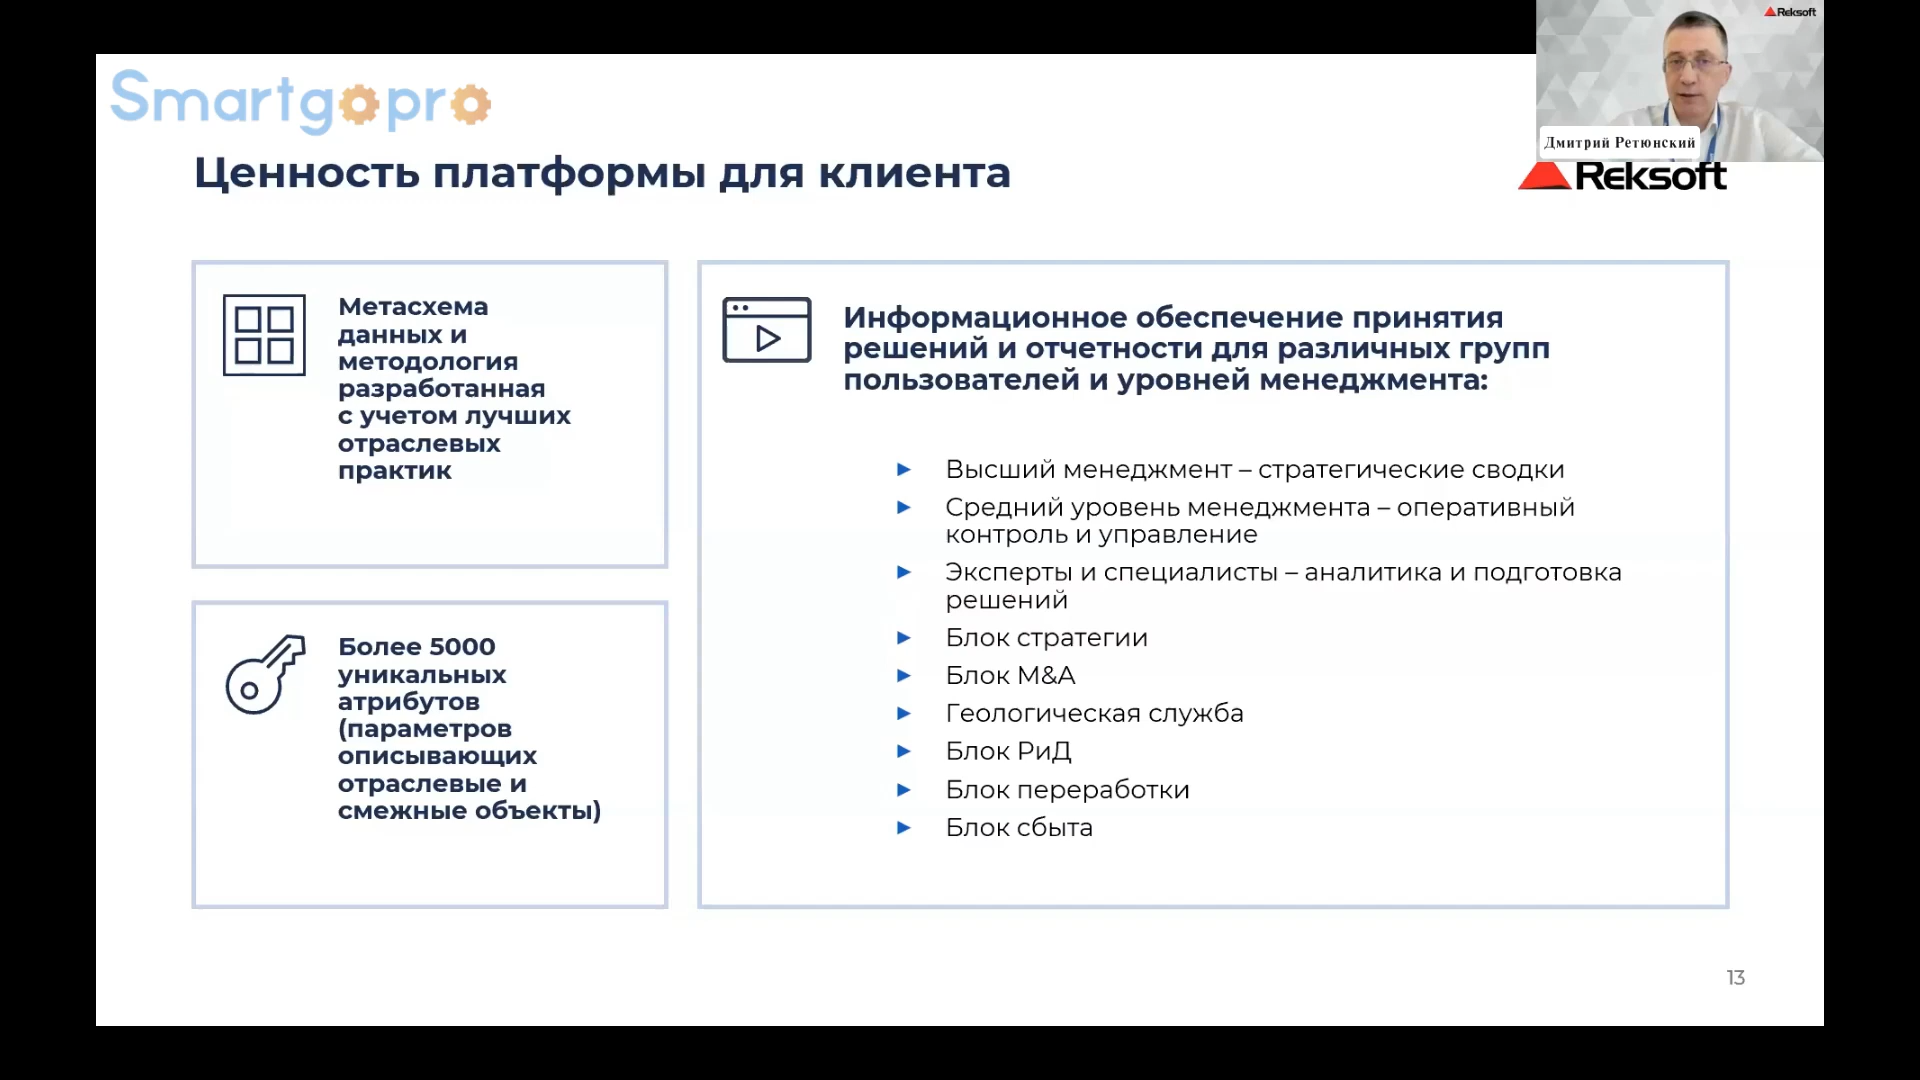 Reksoft
Smartgopro
Дмитрий Ретюнский
Ценность платформы для клиента
Reksoft
Метасхема
данных и
методология
разработанная
с учетом лучших
отраслевых
практик
Более 5000
уникальных
атрибутов
(параметров
описывающих
отраслевые и
смежные объекты)
Информационное обеспечение принятия
решений и отчетности для различных групп
пользователей и уровней менеджмента:
► Высший менеджмент – стратегические сводки
► Средний уровень менеджмента – оперативный
контроль и управление
► Эксперты и специалисты – аналитика и подготовка
решений
► Блок стратегии
► Блок M&A
► Геологическая служба
► Блок РиД
► Блок переработки
► Блок сбыта
13